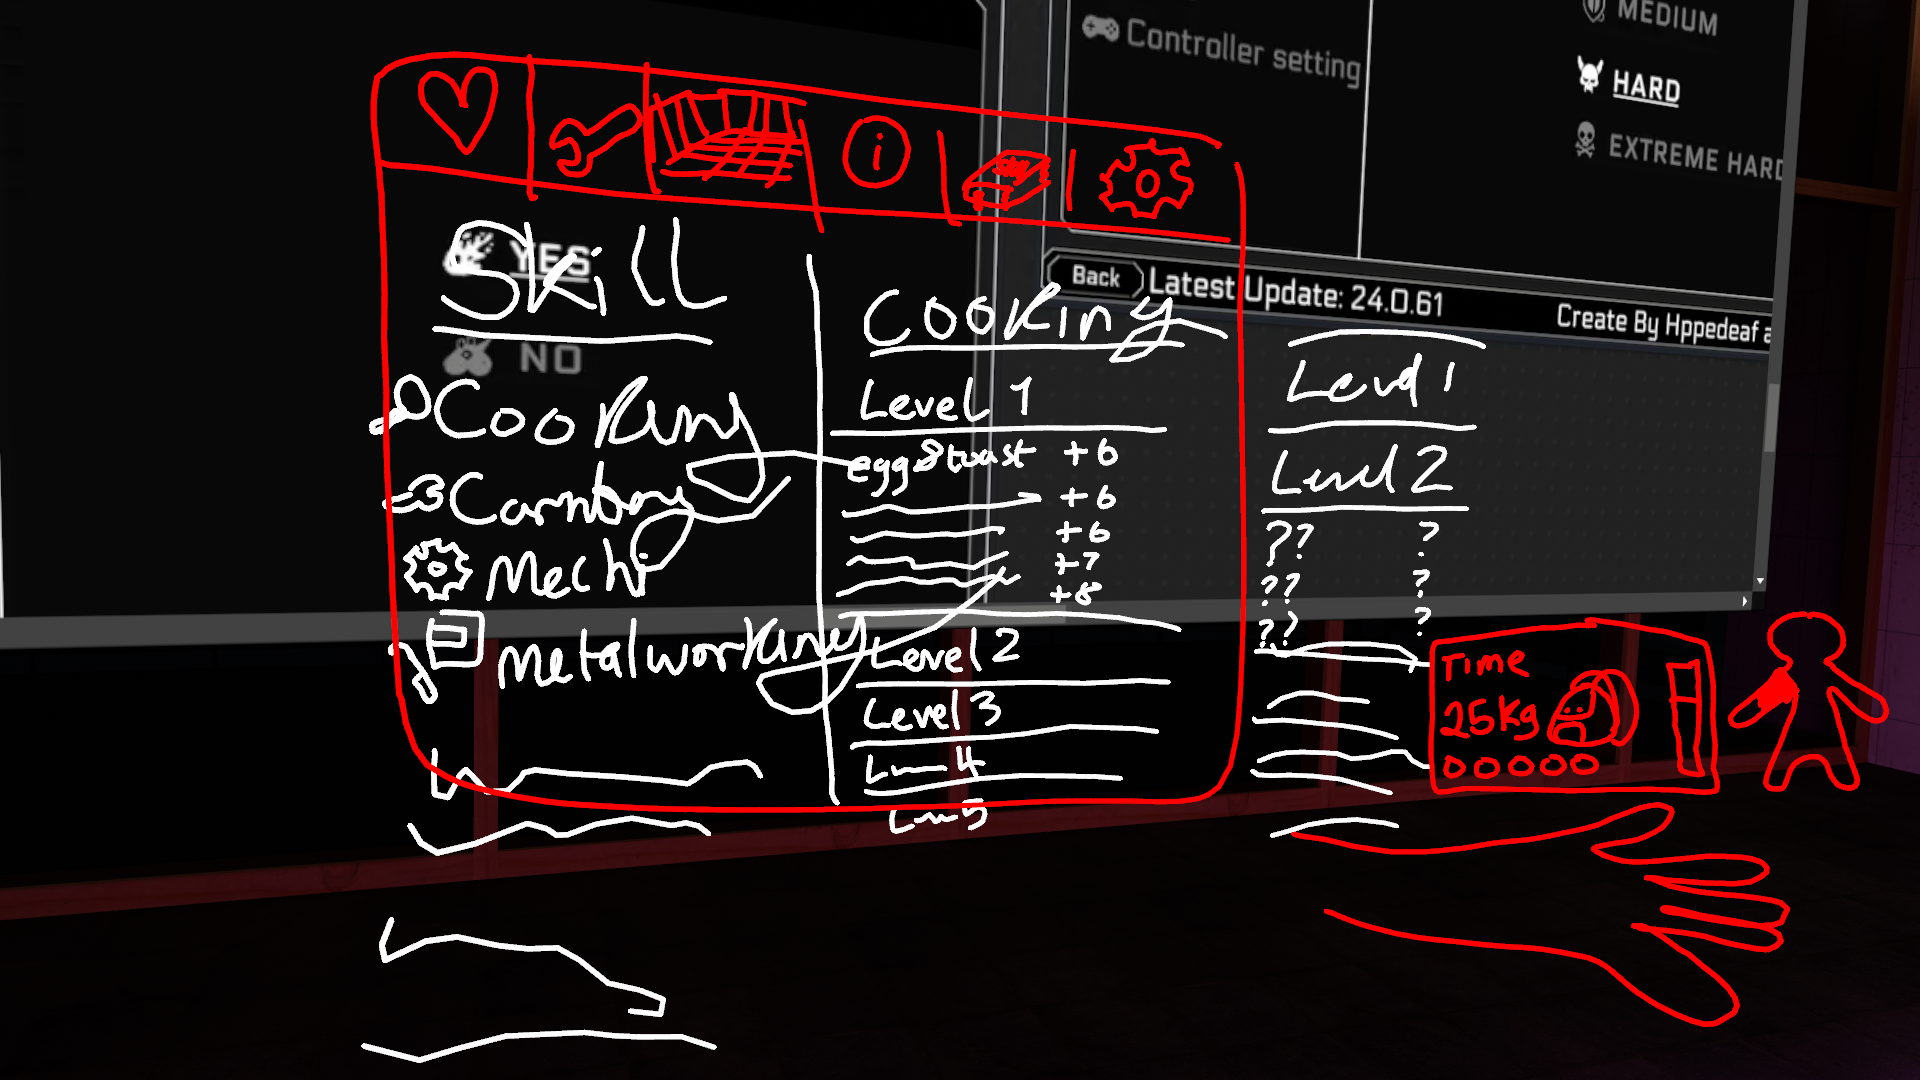 Controller setting
MEDIUM
HARD
EXTREME HARD
Back
Latest Update: 24.0.61
Create By Hppedeaf a
YES
NO
i
Skill
Cooking
Mech
Metalworking
Cooking
Level 1
egg & toast +6
+6
+6
+7
+8
Level 2
Level 3
L 4
L 5
Level 1
Level 2
?? ?
?? ?
?? ?
Time
25kg
00000